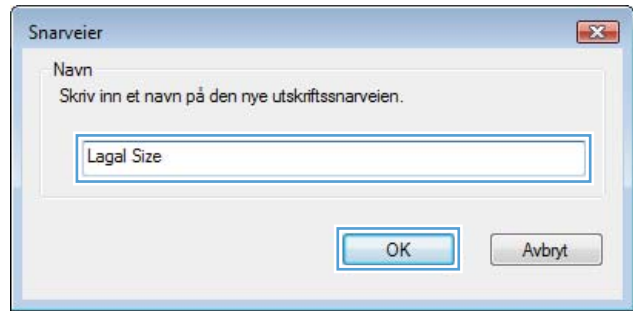 Snarveier
Navn
Skriv inn et navn på den nye utskriftssnarveien.
Lagal Size
OK
Avbryt